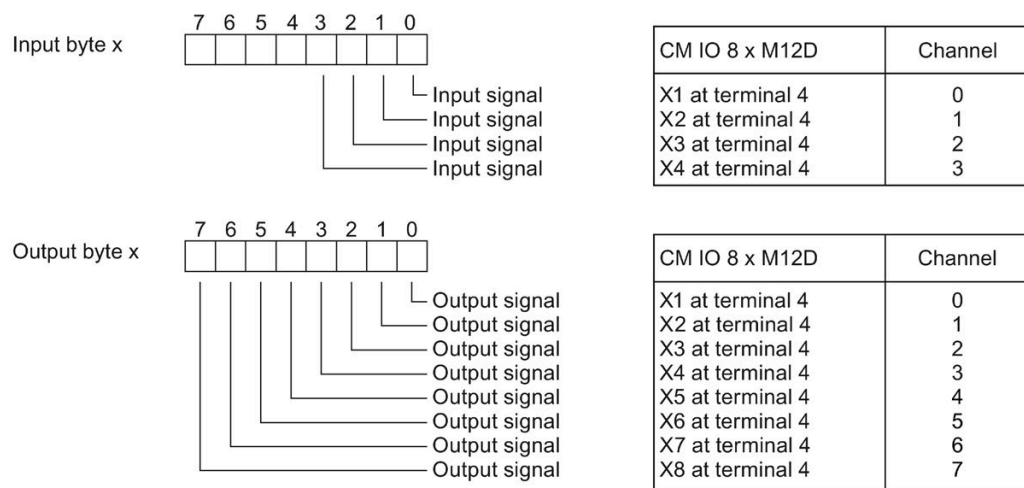 7 6 5 4 3 2 1 0
Input byte x
CM IO 8 x M12D Channel
Input signal X1 at terminal 4 0
Input signal X2 at terminal 4 1
Input signal X3 at terminal 4 2
Input signal X4 at terminal 4 3
7 6 5 4 3 2 1 0
Output byte x
CM IO 8 x M12D Channel
Output signal X1 at terminal 4 0
Output signal X2 at terminal 4 1
Output signal X3 at terminal 4 2
Output signal X4 at terminal 4 3
Output signal X5 at terminal 4 4
Output signal X6 at terminal 4 5
Output signal X7 at terminal 4 6
Output signal X8 at terminal 4 7